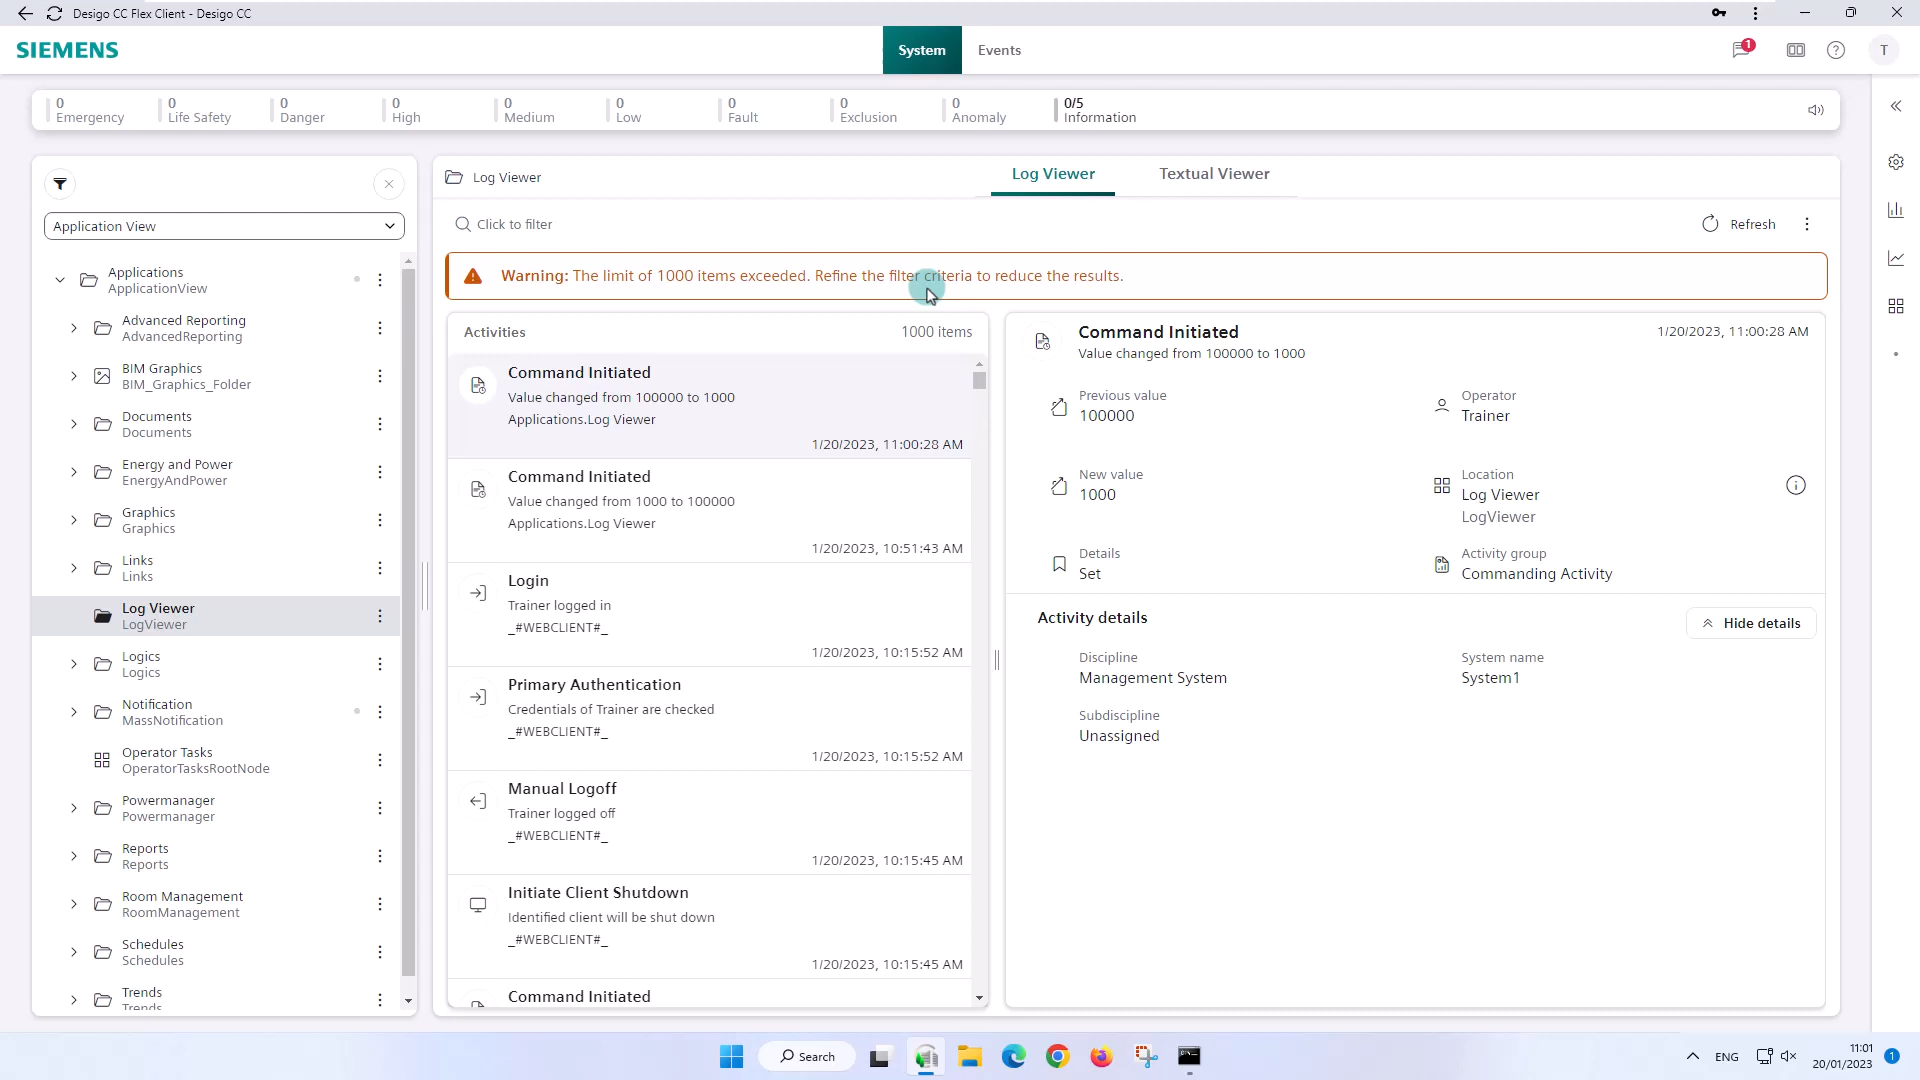 Desigo CC Flex Client - Desigo CC
SIEMENS
System
Events
1
T
0
Emergency
0
Life Safety
0
Danger
0
High
0
Medium
0
Low
0
Fault
0
Exclusion
0
Anomaly
0/5
Information
Application View
Applications
ApplicationView
Advanced Reporting
AdvancedReporting
BIM Graphics
BIM_Graphics_Folder
Documents
Documents
Energy and Power
EnergyAndPower
Graphics
Graphics
Links
Links
Log Viewer
LogViewer
Logics
Logics
Notification
MassNotification
Operator Tasks
OperatorTasksRootNode
Powermanager
Powermanager
Reports
Reports
Room Management
RoomManagement
Schedules
Schedules
Trends
Trends
Log Viewer
Log Viewer
Textual Viewer
Click to filter
Refresh
Warning: The limit of 1000 items exceeded. Refine the filter criteria to reduce the results.
Activities
1000 items
Command Initiated
Value changed from 100000 to 1000
Applications.Log Viewer
1/20/2023, 11:00:28 AM
Command Initiated
Value changed from 1000 to 100000
Applications.Log Viewer
1/20/2023, 10:51:43 AM
Login
Trainer logged in
_#WEBCLIENT#_
1/20/2023, 10:15:52 AM
Primary Authentication
Credentials of Trainer are checked
_#WEBCLIENT#_
1/20/2023, 10:15:52 AM
Manual Logoff
Trainer logged off
_#WEBCLIENT#_
1/20/2023, 10:15:45 AM
Initiate Client Shutdown
Identified client will be shut down
_#WEBCLIENT#_
1/20/2023, 10:15:45 AM
Command Initiated
Command Initiated
1/20/2023, 11:00:28 AM
Value changed from 100000 to 1000
Previous value
100000
Operator
Trainer
New value
1000
Location
Log Viewer
LogViewer
Details
Set
Activity group
Commanding Activity
Activity details
Hide details
Discipline
Management System
System name
System1
Subdiscipline
Unassigned
Search
ENG
11:01
20/01/2023
1